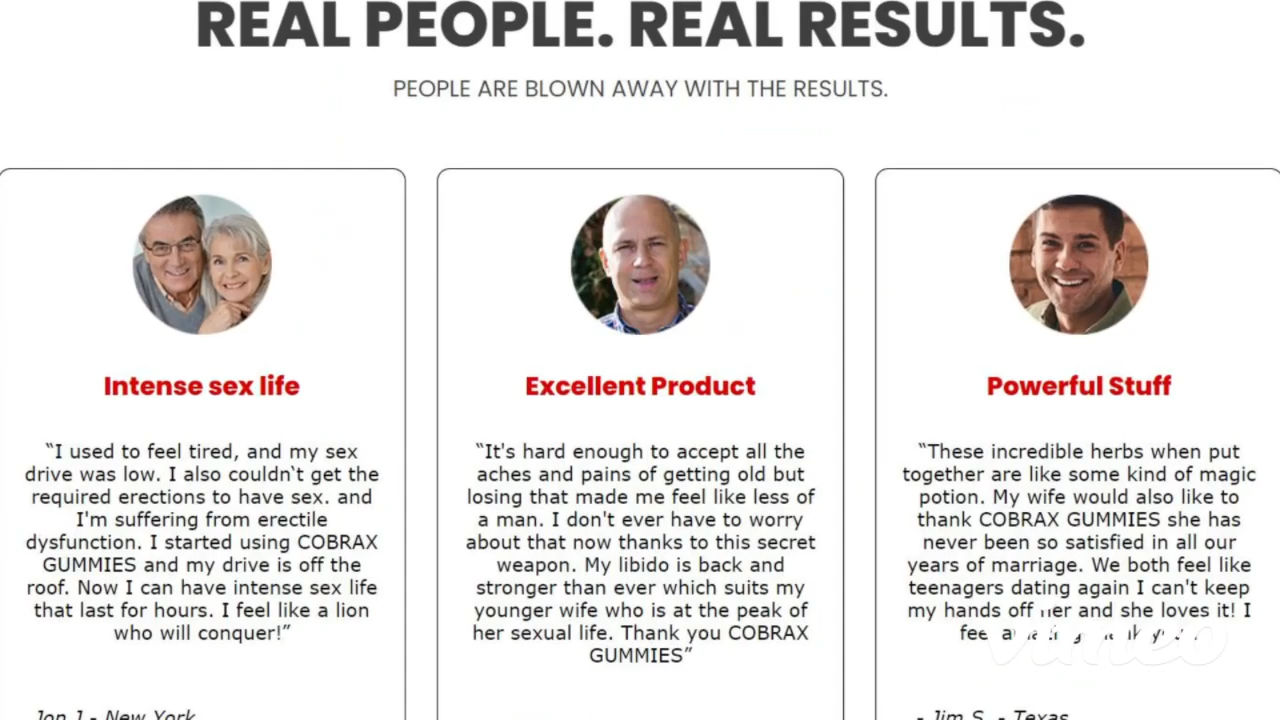 REAL PEOPLE. REAL RESULTS.
PEOPLE ARE BLOWN AWAY WITH THE RESULTS.
Intense sex life
“I used to feel tired, and my sex
drive was low. I also couldn‛t get the
required erections to have sex. and
I'm suffering from erectile
dysfunction. I started using COBRAX
GUMMIES and my drive is off the
roof. Now I can have intense sex life
that last for hours. I feel like a lion
who will conquer!”
Jon J - New York
Excellent Product
“It's hard enough to accept all the
aches and pains of getting old but
losing that made me feel like less of
a man. I don't ever have to worry
about that now thanks to this secret
weapon. My libido is back and
stronger than ever which suits my
younger wife who is at the peak of
her sexual life. Thank you COBRAX
GUMMIES”
Powerful Stuff
“These incredible herbs when put
together are like some kind of magic
potion. My wife would also like to
thank COBRAX GUMMIES she has
never been so satisfied in all our
years of marriage. We both feel like
teenagers dating again I can't keep
my hands off her and she loves it! I
feel
- Jim S. - Texas
vimeo